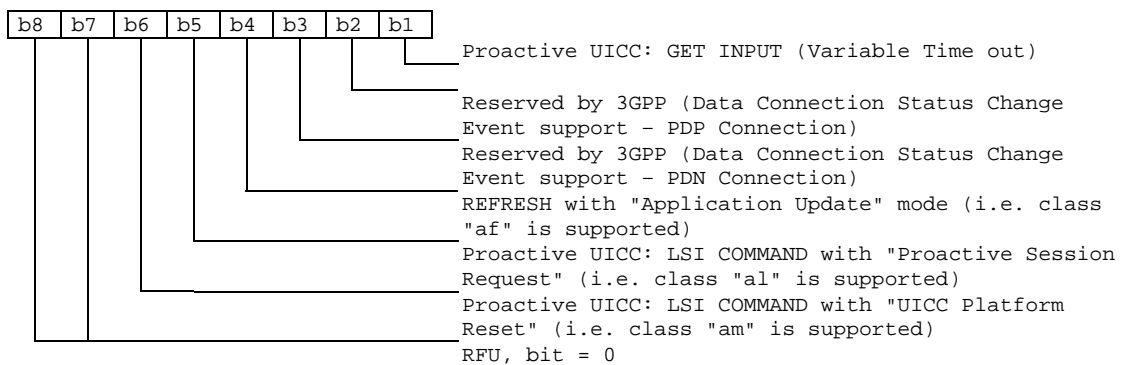 b8 b7 b6 b5 b4 b3 b2 b1
Proactive UICC: GET INPUT (Variable Time out)
Reserved by 3GPP (Data Connection Status Change
Event support – PDP Connection)
Reserved by 3GPP (Data Connection Status Change
Event support – PDN Connection)
REFRESH with "Application Update" mode (i.e. class
"af" is supported)
Proactive UICC: LSI COMMAND with "Proactive Session
Request" (i.e. class "al" is supported)
Proactive UICC: LSI COMMAND with "UICC Platform
Reset" (i.e. class "am" is supported)
RFU, bit = 0